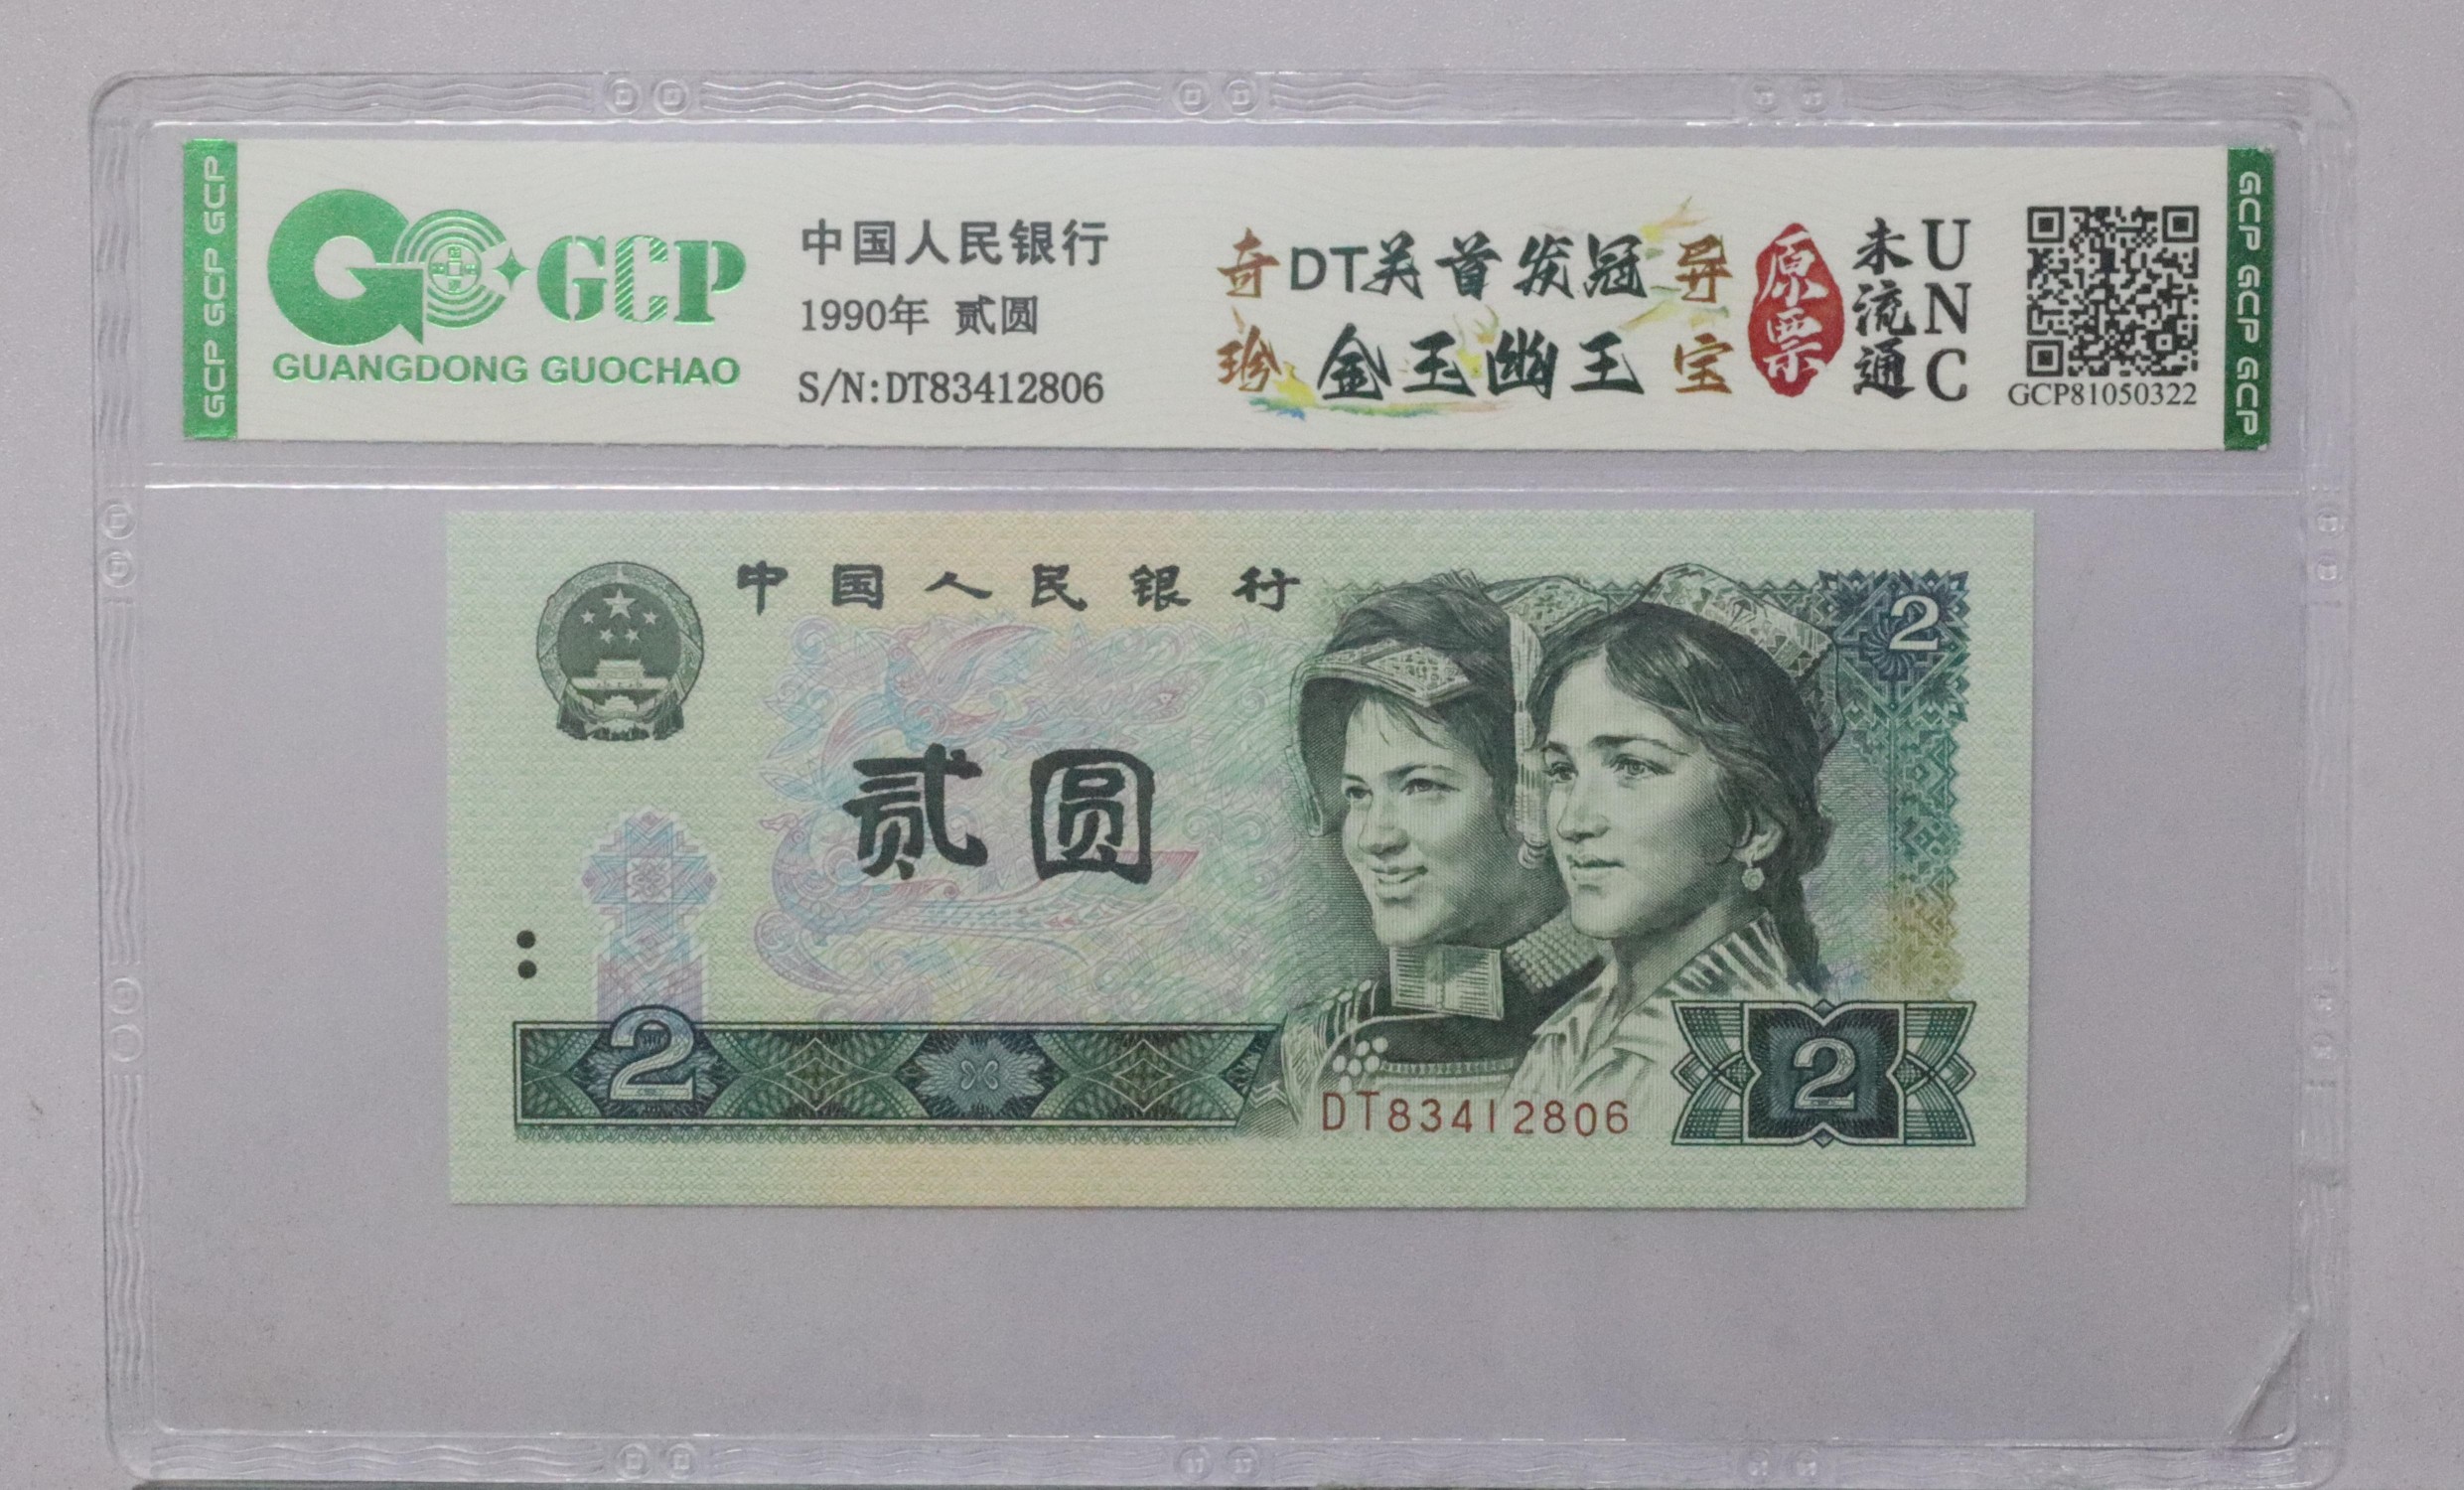 GCP GCP GCP
GCP
GUANGDONG GUOCHAO
中国人民银行
1990年 贰圆
S/N:DT83412806
奇DT关首发冠异
珍金玉幽王宝
原票
未流通
UNC
GCP81050322
GCP GCP GCP
中国人民银行
2
贰圆
2
DT83412806
2